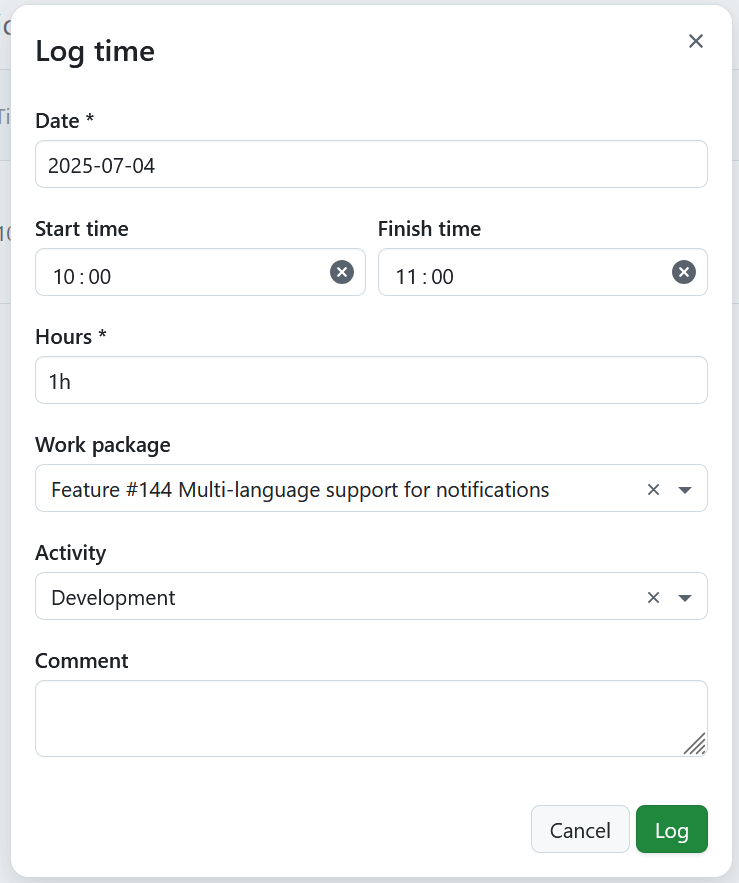 Log time
Date *
2025-07-04
Start time Finish time
10 : 00 11 : 00
Hours *
1h
Work package
Feature #144 Multi-language support for notifications
Activity
Development
Comment
Cancel Log